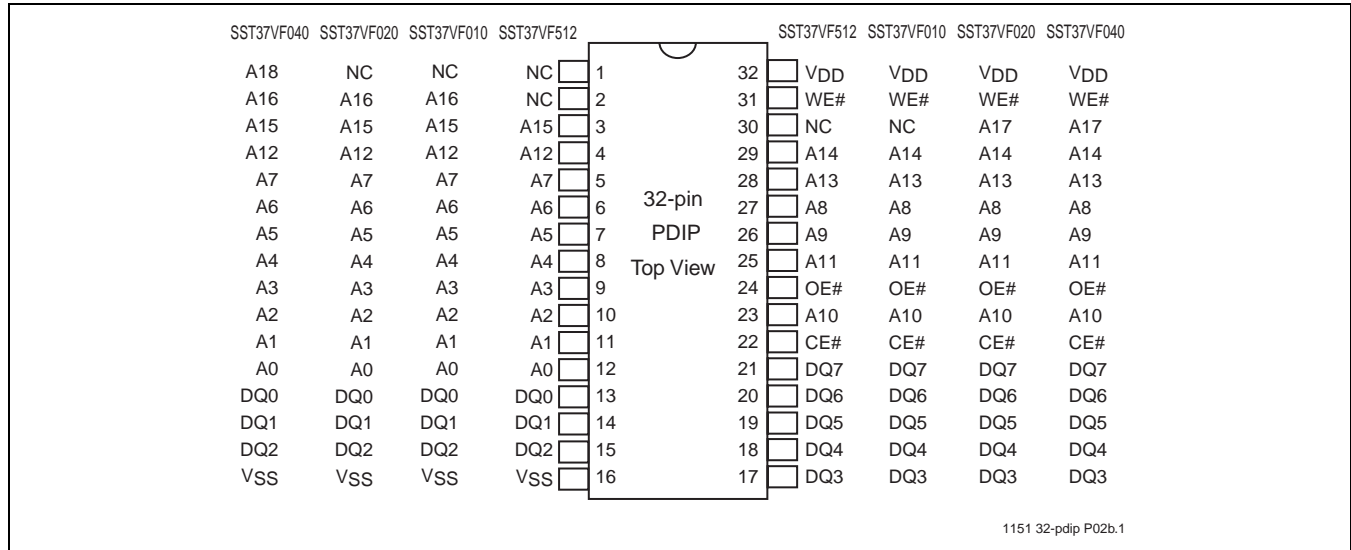 SST37VF040 SST37VF020 SST37VF010 SST37VF512 SST37VF512 SST37VF010 SST37VF020 SST37VF040
A18 NC NC NC 1 32 VDD VDD VDD VDD
A16 A16 A16 NC 2 31 WE# WE# WE# WE#
A15 A15 A15 A15 3 30 NC NC A17 A17
A12 A12 A12 A12 4 29 A14 A14 A14 A14
A7 A7 A7 A7 5 28 A13 A13 A13 A13
A6 A6 A6 A6 6 32-pin 27 A8 A8 A8 A8
A5 A5 A5 A5 7 PDIP 26 A9 A9 A9 A9
A4 A4 A4 A4 8 Top View 25 A11 A11 A11 A11
A3 A3 A3 A3 9 24 OE# OE# OE# OE#
A2 A2 A2 A2 10 23 A10 A10 A10 A10
A1 A1 A1 A1 11 22 CE# CE# CE# CE#
A0 A0 A0 A0 12 21 DQ7 DQ7 DQ7 DQ7
DQ0 DQ0 DQ0 DQ0 13 20 DQ6 DQ6 DQ6 DQ6
DQ1 DQ1 DQ1 DQ1 14 19 DQ5 DQ5 DQ5 DQ5
DQ2 DQ2 DQ2 DQ2 15 18 DQ4 DQ4 DQ4 DQ4
VSS VSS VSS VSS 16 17 DQ3 DQ3 DQ3 DQ3
1151 32-pdip P02b.1